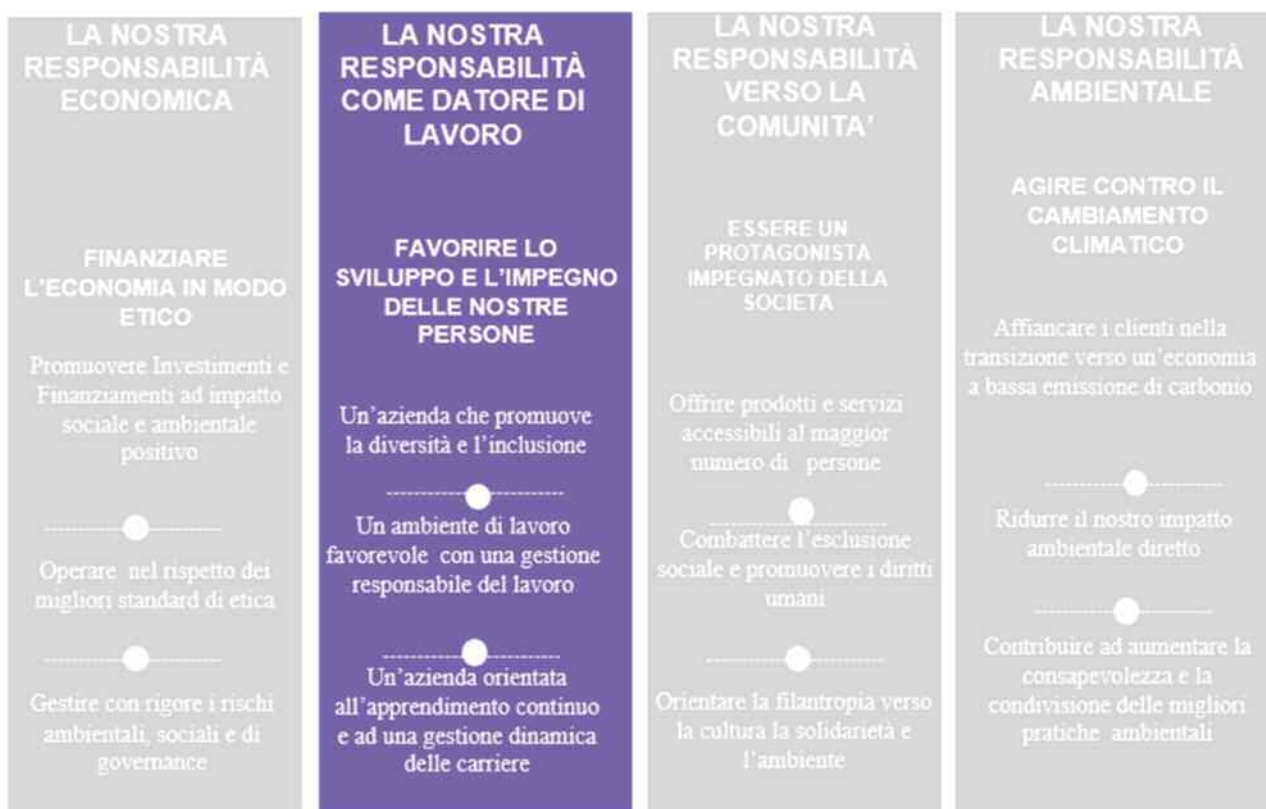 LA NOSTRA
RESPONSABILITÀ
ECONOMICA
FINANZIARE
L'ECONOMIA IN MODO
ETICO
Promuovere Investimenti e
Finanziamenti ad impatto
sociale e ambientale
positivo
Operare nel rispetto dei
migliori standard di etica
Gestire con rigore i rischi
ambientali, sociali e di
governance
LA NOSTRA
RESPONSABILITÀ
COME DATORE DI
LAVORO
FAVORIRE LO
SVILUPPO E L'IMPEGNO
DELLE NOSTRE
PERSONE
Un'azienda che promuove
la diversità e l'inclusione
Un ambiente di lavoro
favorevole con una gestione
responsabile del lavoro
Un'azienda orientata
all'apprendimento continuo
e ad una gestione dinamica
delle carriere
LA NOSTRA
RESPONSABILITÀ
VERSO LA
COMUNITA'
ESSERE UN
PROTAGONISTA
IMPEGNATO DELLA
SOCIETA
Offrire prodotti e servizi
accessibili al maggior
numero di persone
Combattere l'esclusione
sociale e promuovere i diritti
umani
Orientare la filantropia verso
la cultura la solidarietà e
l'ambiente
LA NOSTRA
RESPONSABILITÀ
AMBIENTALE
AGIRE CONTRO IL
CAMBIAMENTO
CLIMATICO
Affiancare i clienti nella
transizione verso un'economia
a bassa emissione di carbonio
Ridurre il nostro impatto
ambientale diretto
Contribuire ad aumentare la
consapevolezza e la
condivisione delle migliori
pratiche ambientali